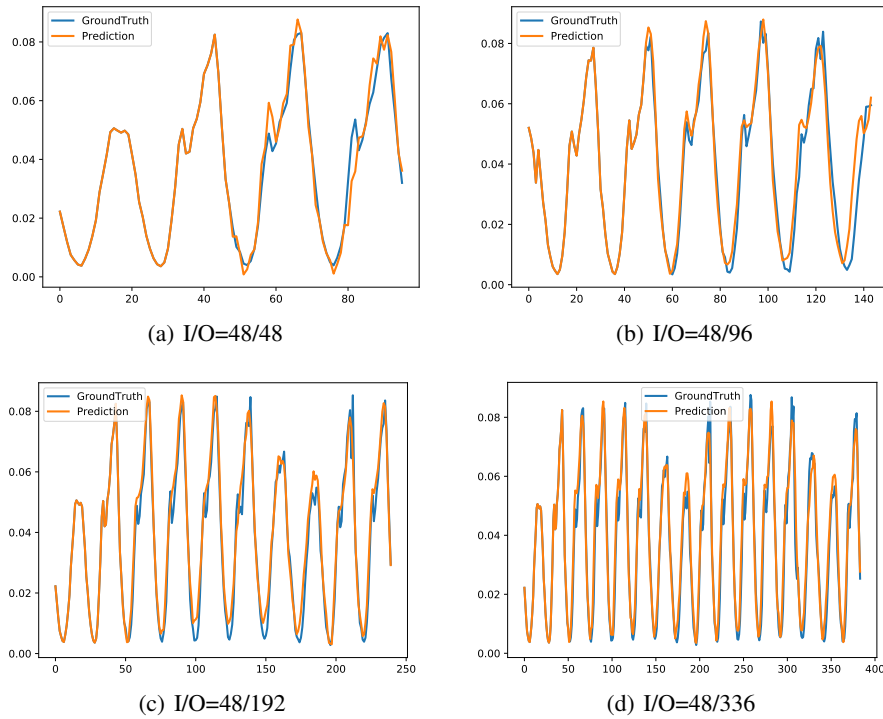 GroundTruth
Prediction
0.08
0.06
0.04
0.02
0.00
0 20 40 60 80
(a) I/O=48/48
GroundTruth
Prediction
0.08
0.06
0.04
0.02
0.00
0 20 40 60 80 100 120 140
(b) I/O=48/96
GroundTruth
Prediction
0.08
0.06
0.04
0.02
0.00
0 50 100 150 200 250
(c) I/O=48/192
GroundTruth
Prediction
0.08
0.06
0.04
0.02
0.00
0 50 100 150 200 250 300 350 400
(d) I/O=48/336